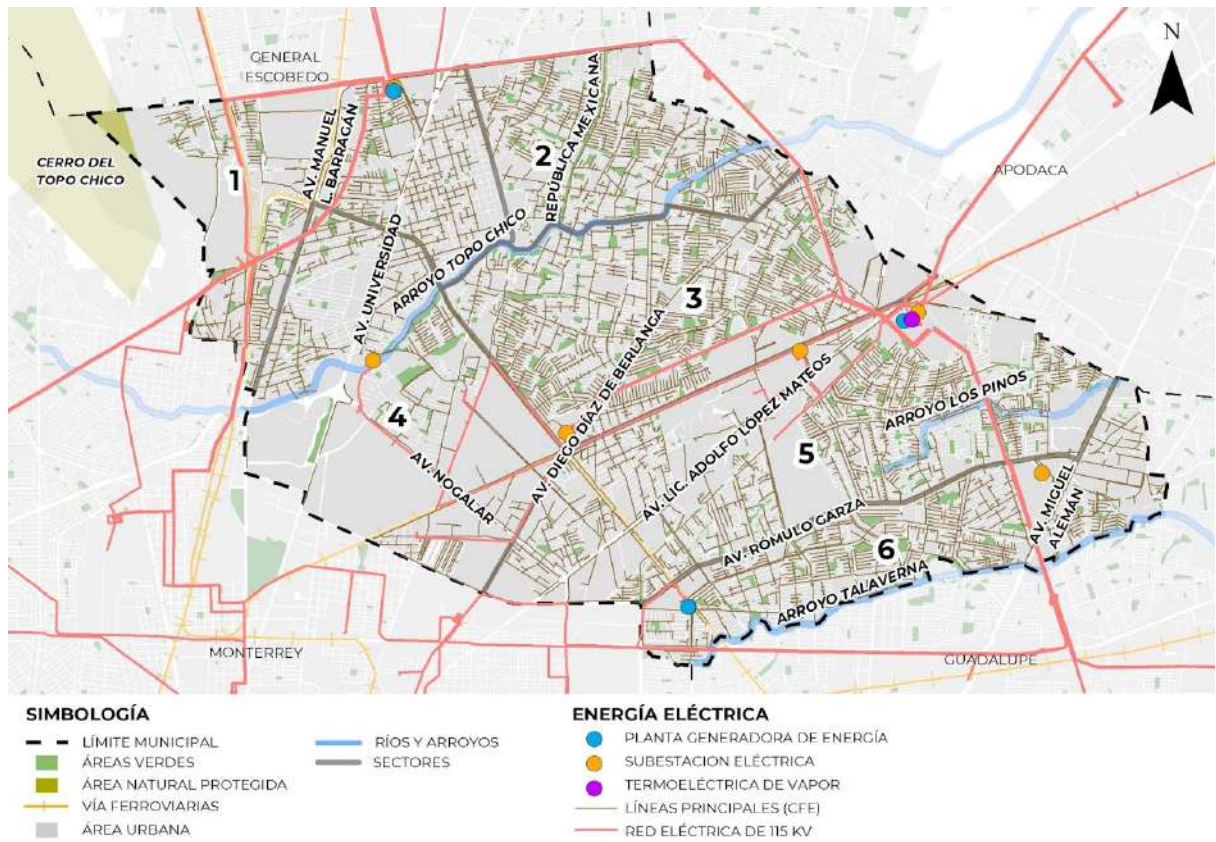 N
GENERAL
ESCOBEDO
CERRO DEL
TOPO CHICO
1
AV. MANUEL
L. BARRAGÁN
2
REPÚBLICA MEXICANA
APODACA
AV. UNIVERSIDAD
ARROYO TOPO CHICO
3
AV. DIEGO DÍAZ DE BERLANGA
4
AV. NOGALAR
AV. LIC. ADOLFO LÓPEZ MATEOS
5
ARROYO LOS PINOS
AV. ROMULO GARZA
6
AV. MIGUEL
ALEMÁN
ARROYO TALAVERNA
MONTERREY
GUADALUPE
SIMBOLOGÍA
LÍMITE MUNICIPAL
ÁREAS VERDES
ÁREA NATURAL PROTEGIDA
VÍA FERROVIARIAS
ÁREA URBANA
RÍOS Y ARROYOS
SECTORES
ENERGÍA ELÉCTRICA
PLANTA GENERADORA DE ENERGÍA
SUBESTACION ELÉCTRICA
TERMOELÉCTRICA DE VAPOR
LÍNEAS PRINCIPALES (CFE)
RED ELÉCTRICA DE 115 KV